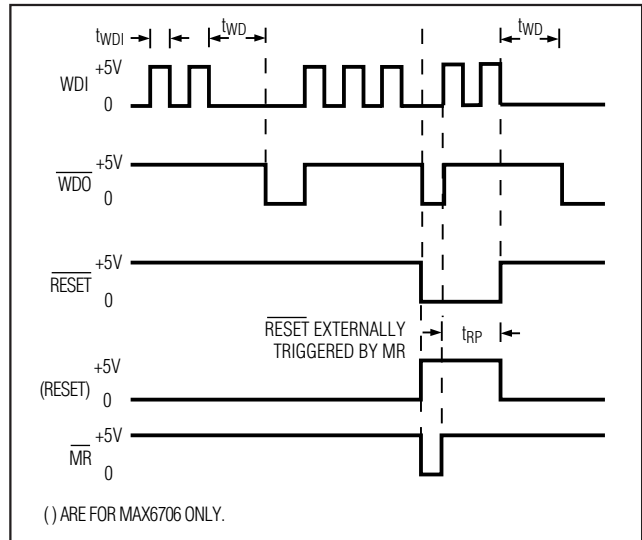 tWDI
tWD
tWD
+5V
WDI
0
+5V
WDO
0
+5V
RESET
0
RESET EXTERNALLY
TRIGGERED BY MR
tRP
+5V
(RESET)
0
+5V
MR
0
( ) ARE FOR MAX6706 ONLY.